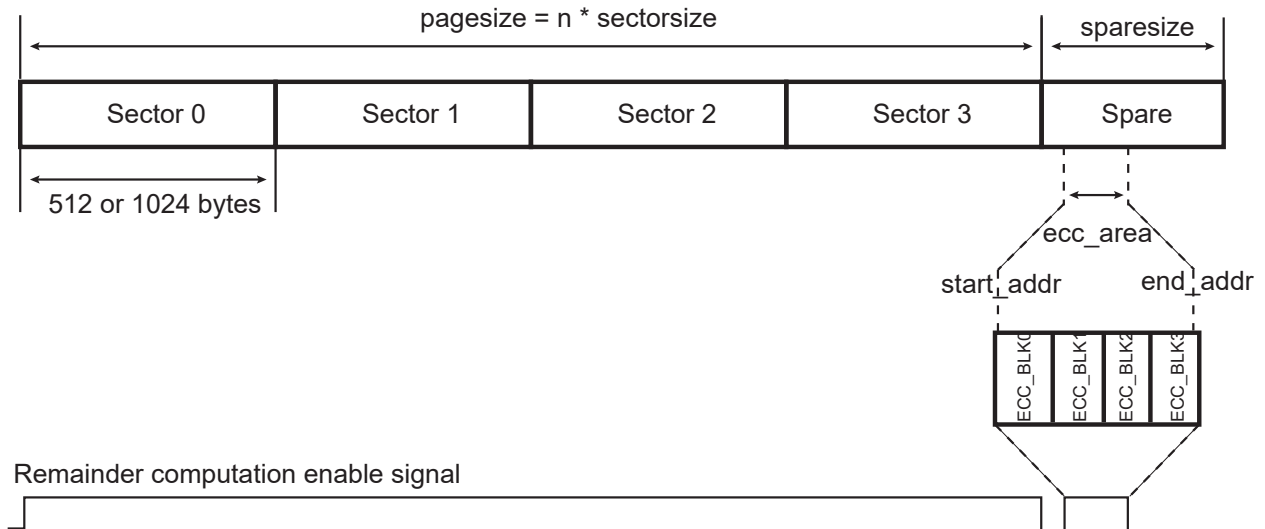 pagesize = n * sectorsize
sparesize
Sector 0
Sector 1
Sector 2
Sector 3
Spare
512 or 1024 bytes
ecc_area
start_addr
end_addr
ECC_BLK0
ECC_BLK1
ECC_BLK2
ECC_BLK3
Remainder computation enable signal